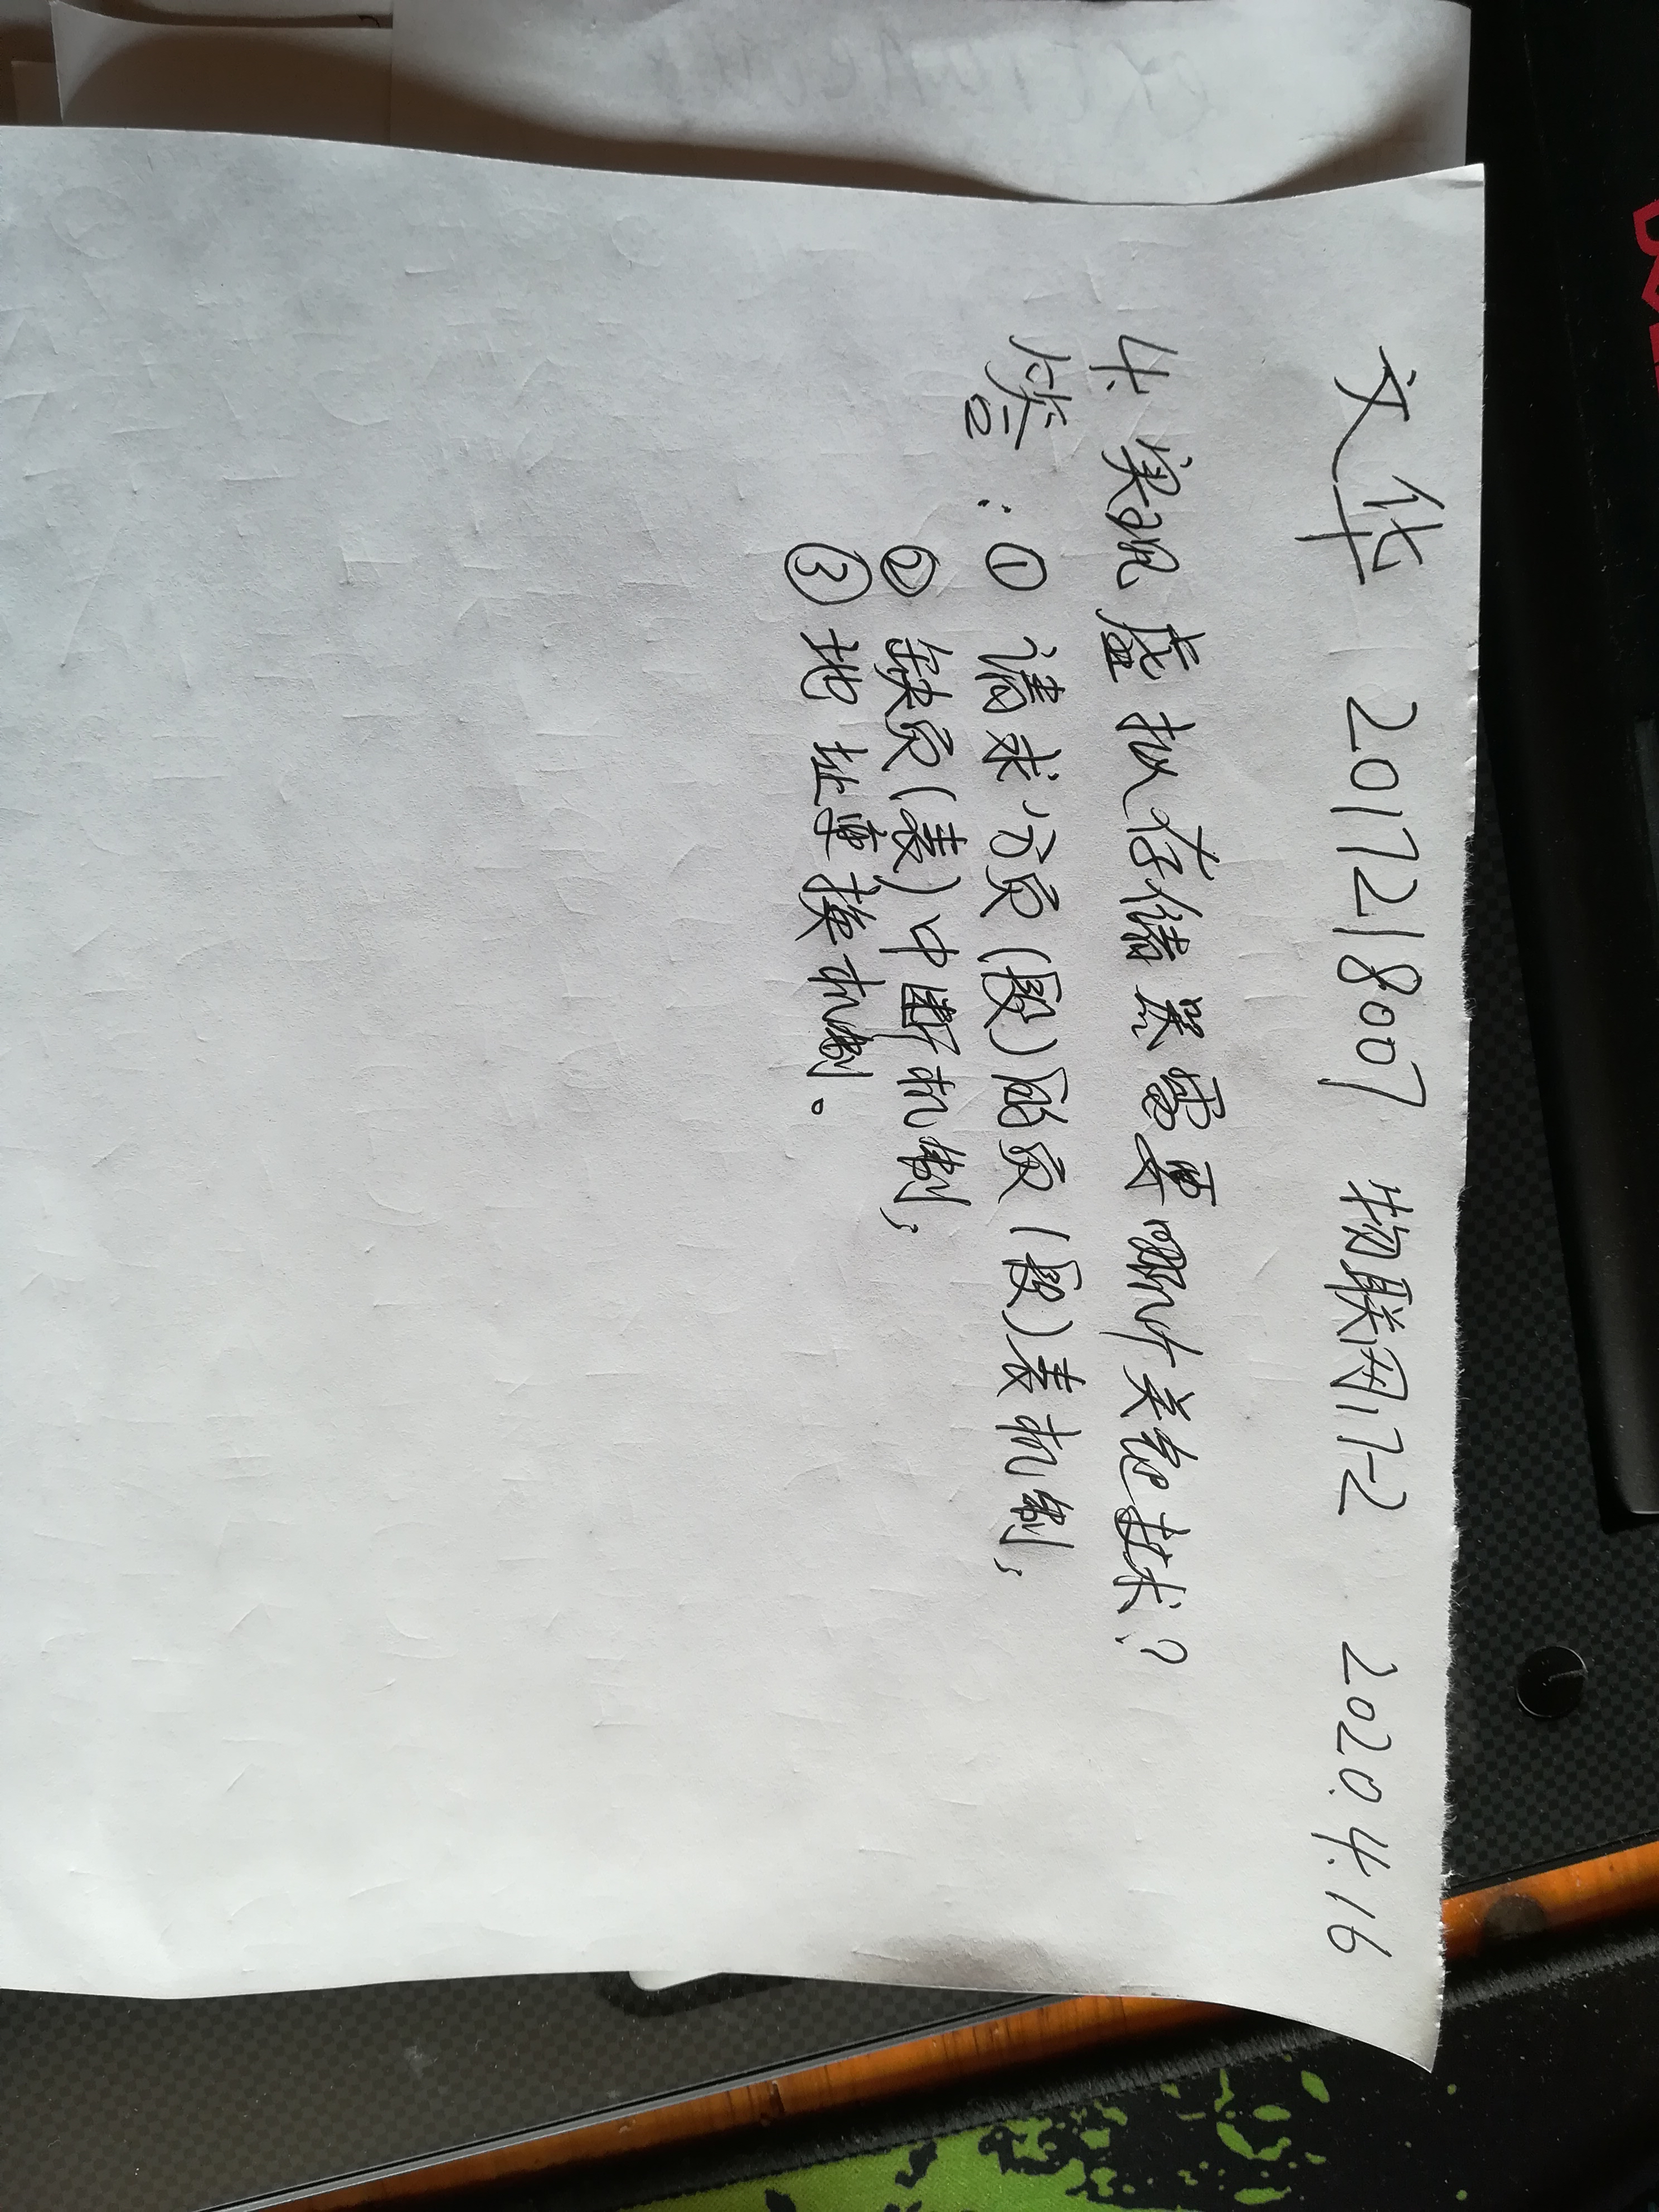 文华 2017218007 物联网17-2 2020.4.16
4. 实现虚拟存储器需要哪几个关键技术?
答:① 请求分页(段)的页(段)表机制;
② 缺页(表)中断机制;
③ 地址变换机制。